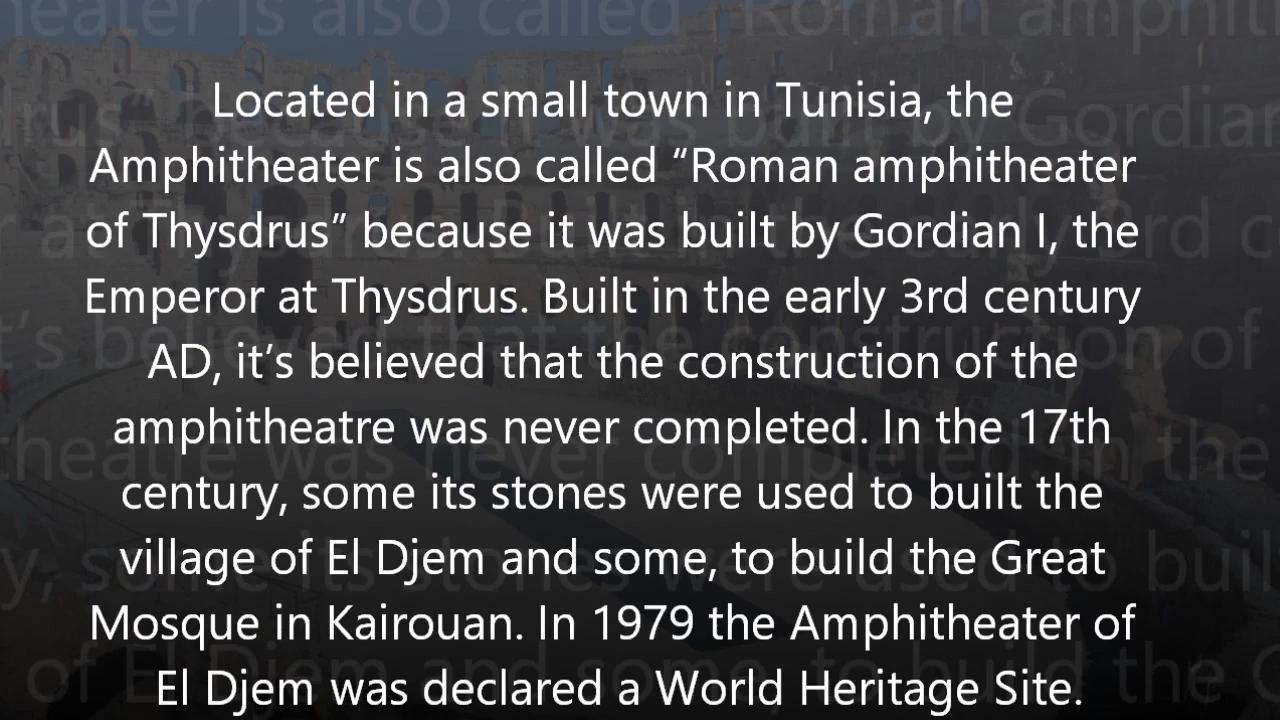 Located in a small town in Tunisia, the
Amphitheater is also called “Roman amphitheater
of Thysdrus” because it was built by Gordian I, the
Emperor at Thysdrus. Built in the early 3rd century
AD, it’s believed that the construction of the
amphitheatre was never completed. In the 17th
century, some its stones were used to built the
village of El Djem and some, to build the Great
Mosque in Kairouan. In 1979 the Amphitheater of
El Djem was declared a World Heritage Site.